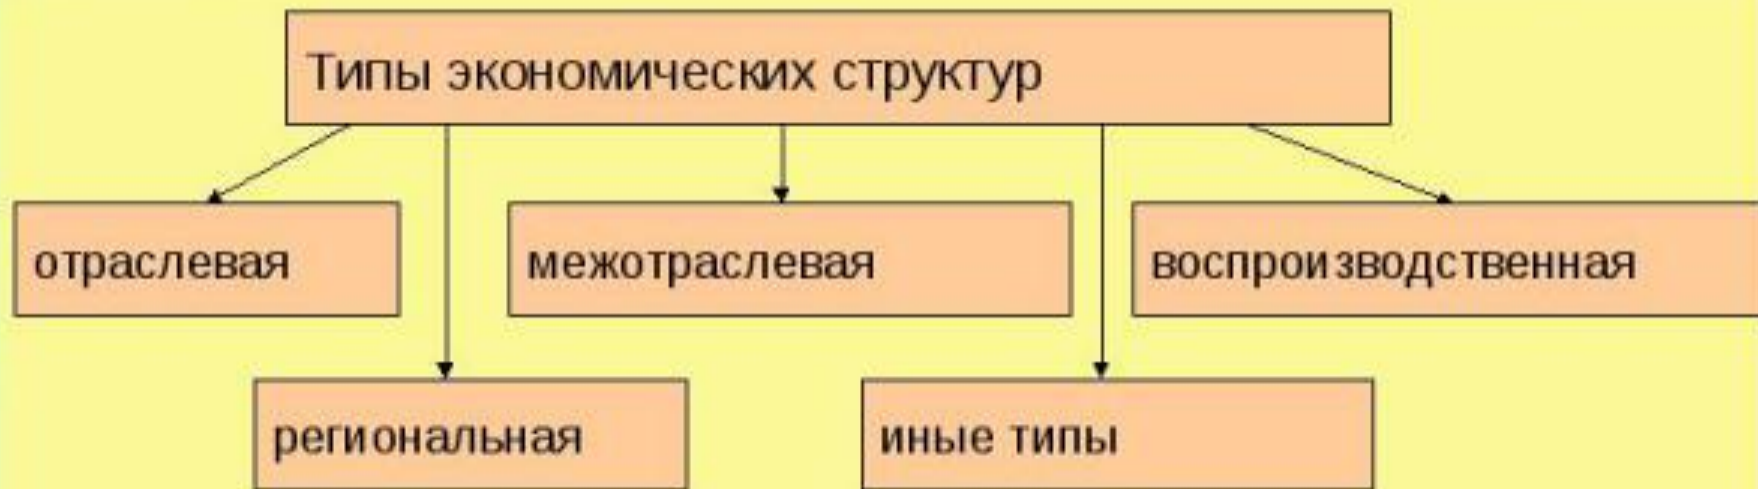 Типы экономических структур
отраслевая
межотраслевая
воспроизводственная
региональная
иные типы